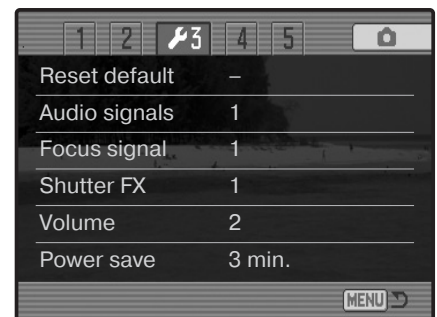 1 2 3 4 5
Reset default –
Audio signals 1
Focus signal 1
Shutter FX 1
Volume 2
Power save 3 min.
MENU